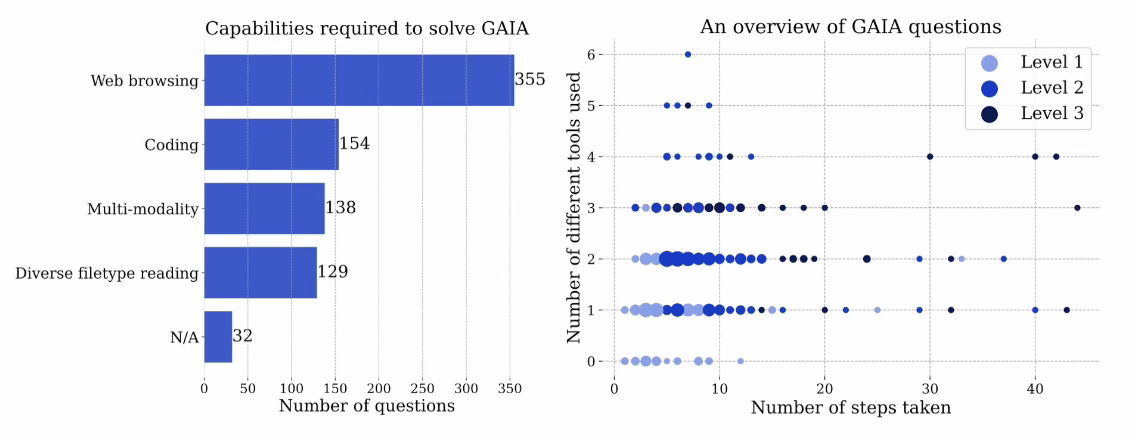 Capabilities required to solve GAIA
Web browsing
355
Coding
154
Multi-modality
138
Diverse filetype reading
129
N/A
32
0 50 100 150 200 250 300 350
Number of questions
An overview of GAIA questions
Number of different tools used
6
5
4
3
2
1
0
Level 1
Level 2
Level 3
0 10 20 30 40
Number of steps taken